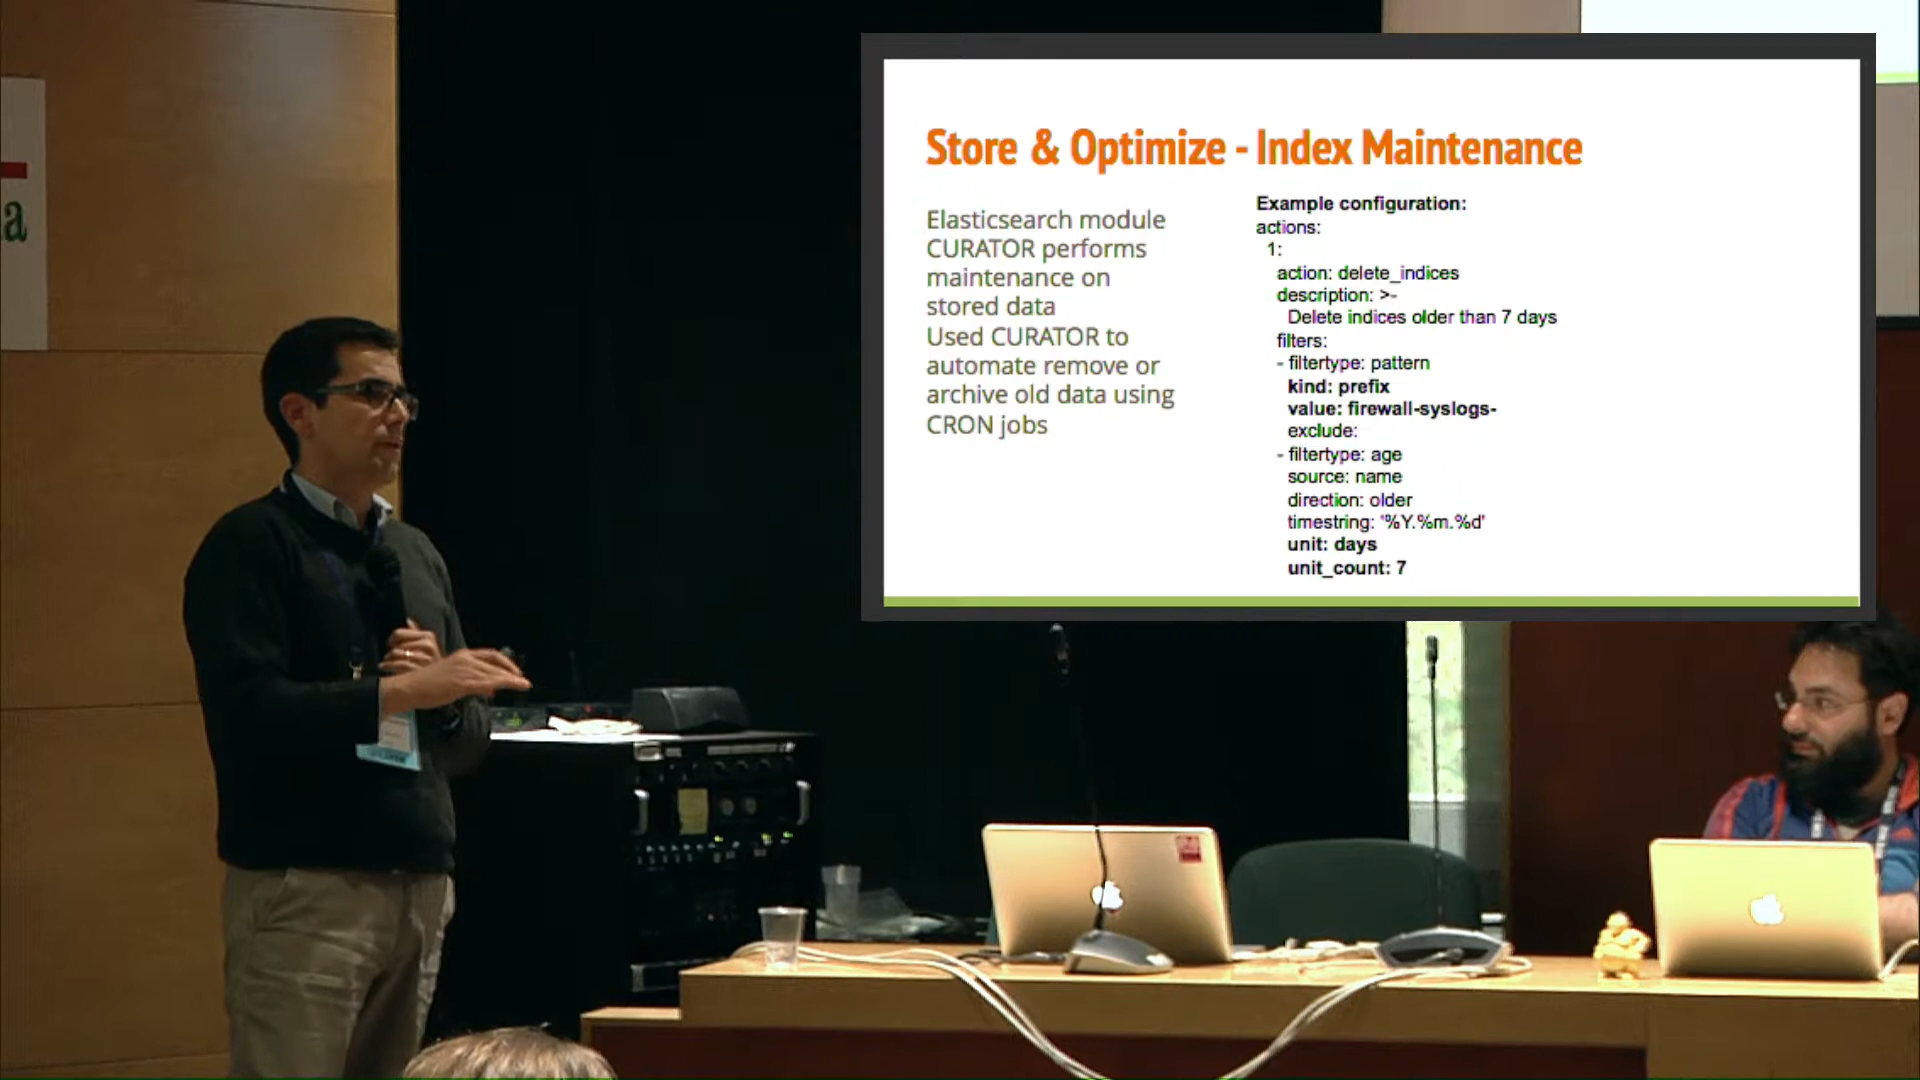 a
Store & Optimize - Index Maintenance
Elasticsearch module
CURATOR performs
maintenance on
stored data
Used CURATOR to
automate remove or
archive old data using
CRON jobs
Example configuration:
actions:
1:
action: delete_indices
description: >-
Delete indices older than 7 days
filters:
- filtertype: pattern
kind: prefix
value: firewall-syslogs-
exclude:
- filtertype: age
source: name
direction: older
timestring: '%Y.%m.%d'
unit: days
unit_count: 7